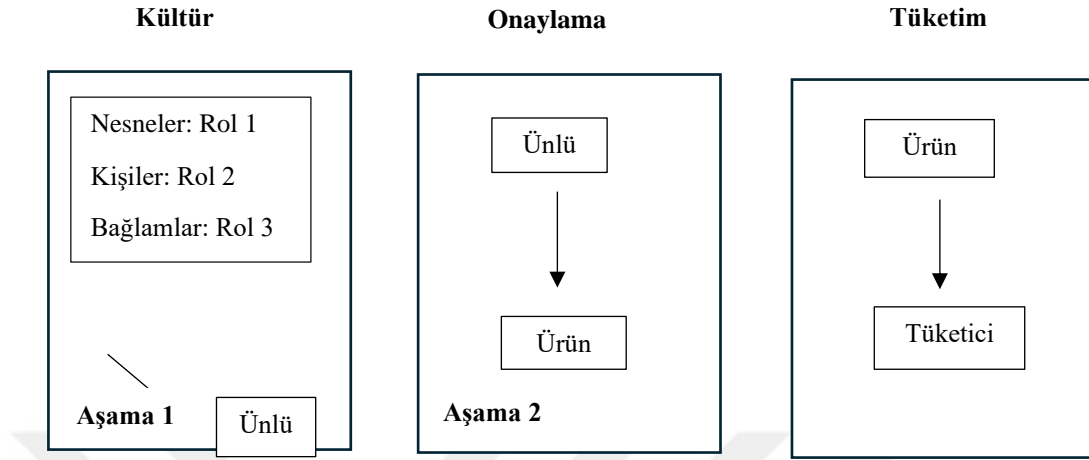 Kültür
Onaylama
Tüketim
Nesneler: Rol 1
Kişiler: Rol 2
Bağlamlar: Rol 3
Aşama 1
Ünlü
Ünlü
Ürün
Aşama 2
Ürün
Tüketici